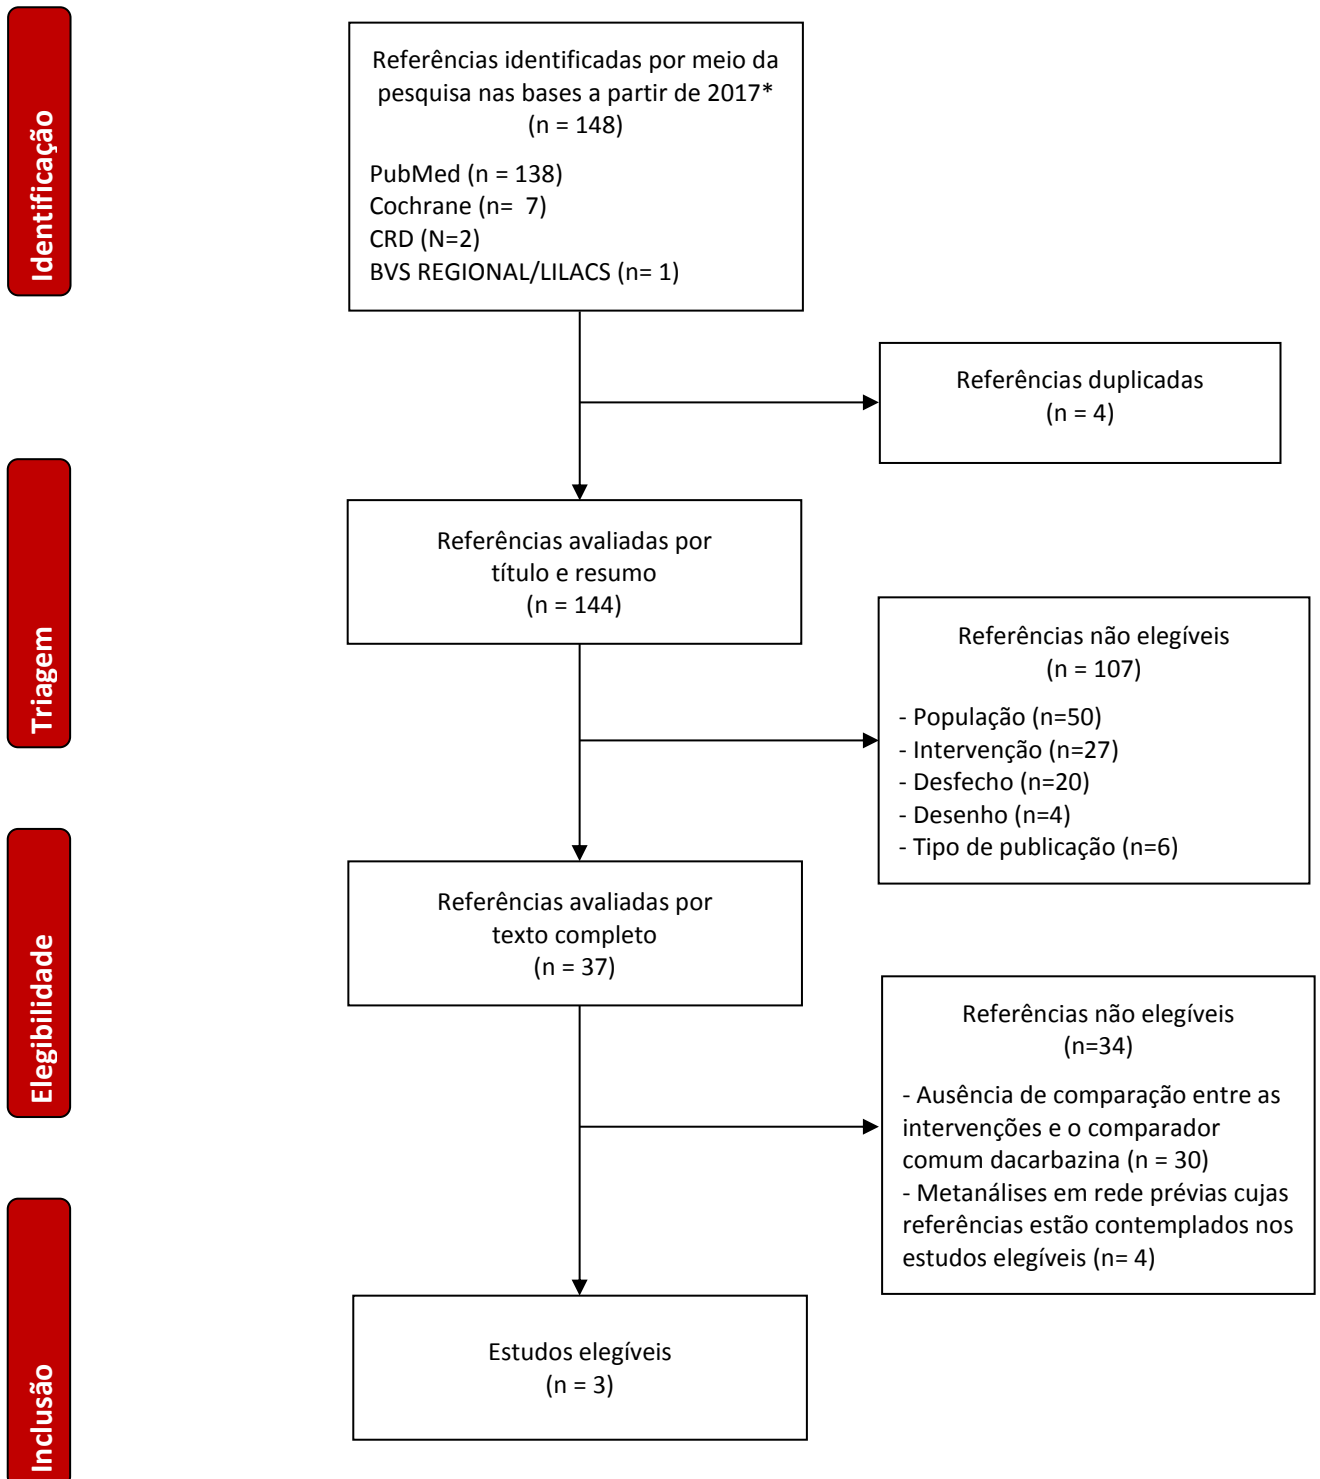 Identificação
Referências identificadas por meio da
pesquisa nas bases a partir de 2017*
(n = 148)
PubMed (n = 138)
Cochrane (n=  7)
CRD (N=2)
BVS REGIONAL/LILACS (n= 1)
Referências duplicadas
(n = 4)
Triagem
Referências avaliadas por
título e resumo
(n = 144)
Referências não elegíveis
(n = 107)
- População (n=50)
- Intervenção (n=27)
- Desfecho (n=20)
- Desenho (n=4)
- Tipo de publicação (n=6)
Elegibilidade
Referências avaliadas por
texto completo
(n = 37)
Referências não elegíveis
(n=34)
- Ausência de comparação entre as
intervenções e o comparador
comum dacarbazina (n = 30)
- Metanálises em rede prévias cujas
referências estão contemplados nos
estudos elegíveis (n= 4)
Inclusão
Estudos elegíveis
(n = 3)